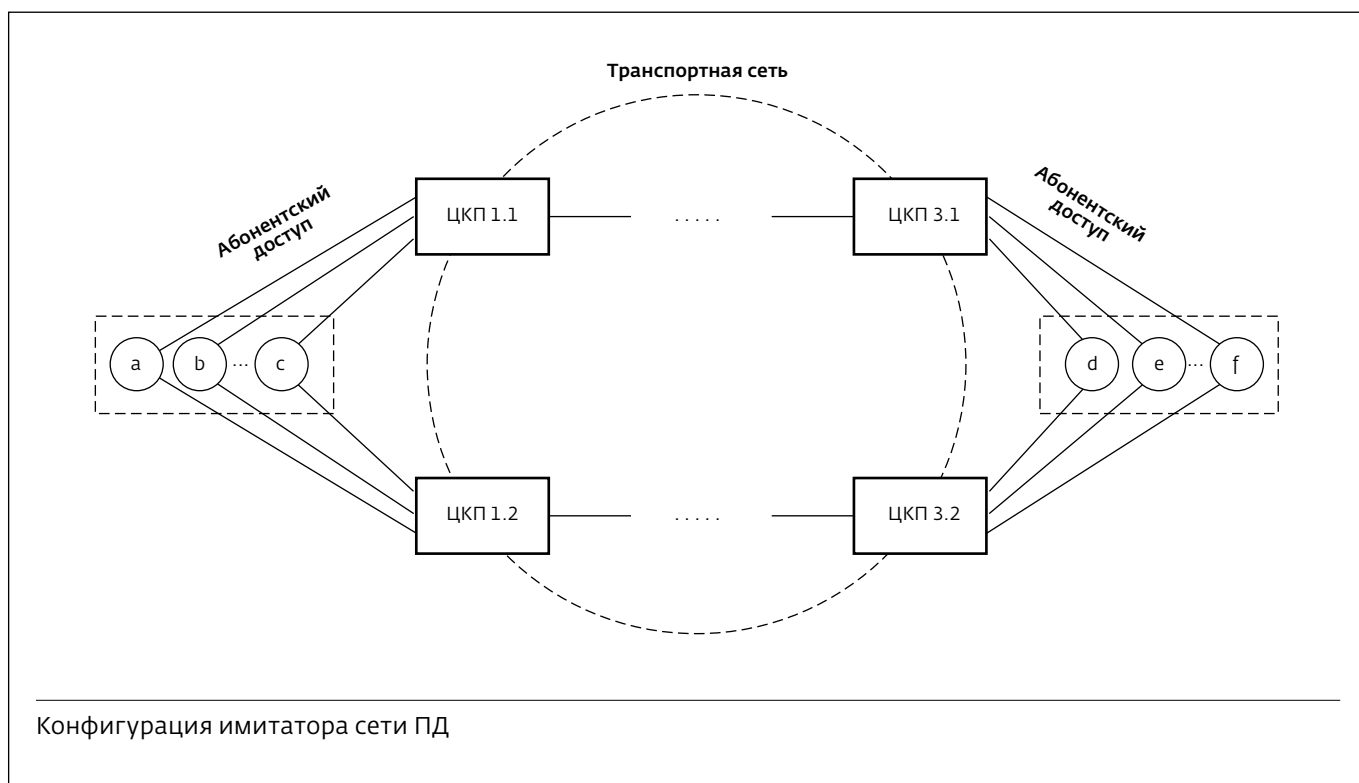 Транспортная сеть
Абонентский
доступ
Абонентский
доступ
ЦКП 1.1
. . . . .
ЦКП 3.1
a
b
...
c
d
e
...
f
ЦКП 1.2
. . . . .
ЦКП 3.2
Конфигурация имитатора сети ПД